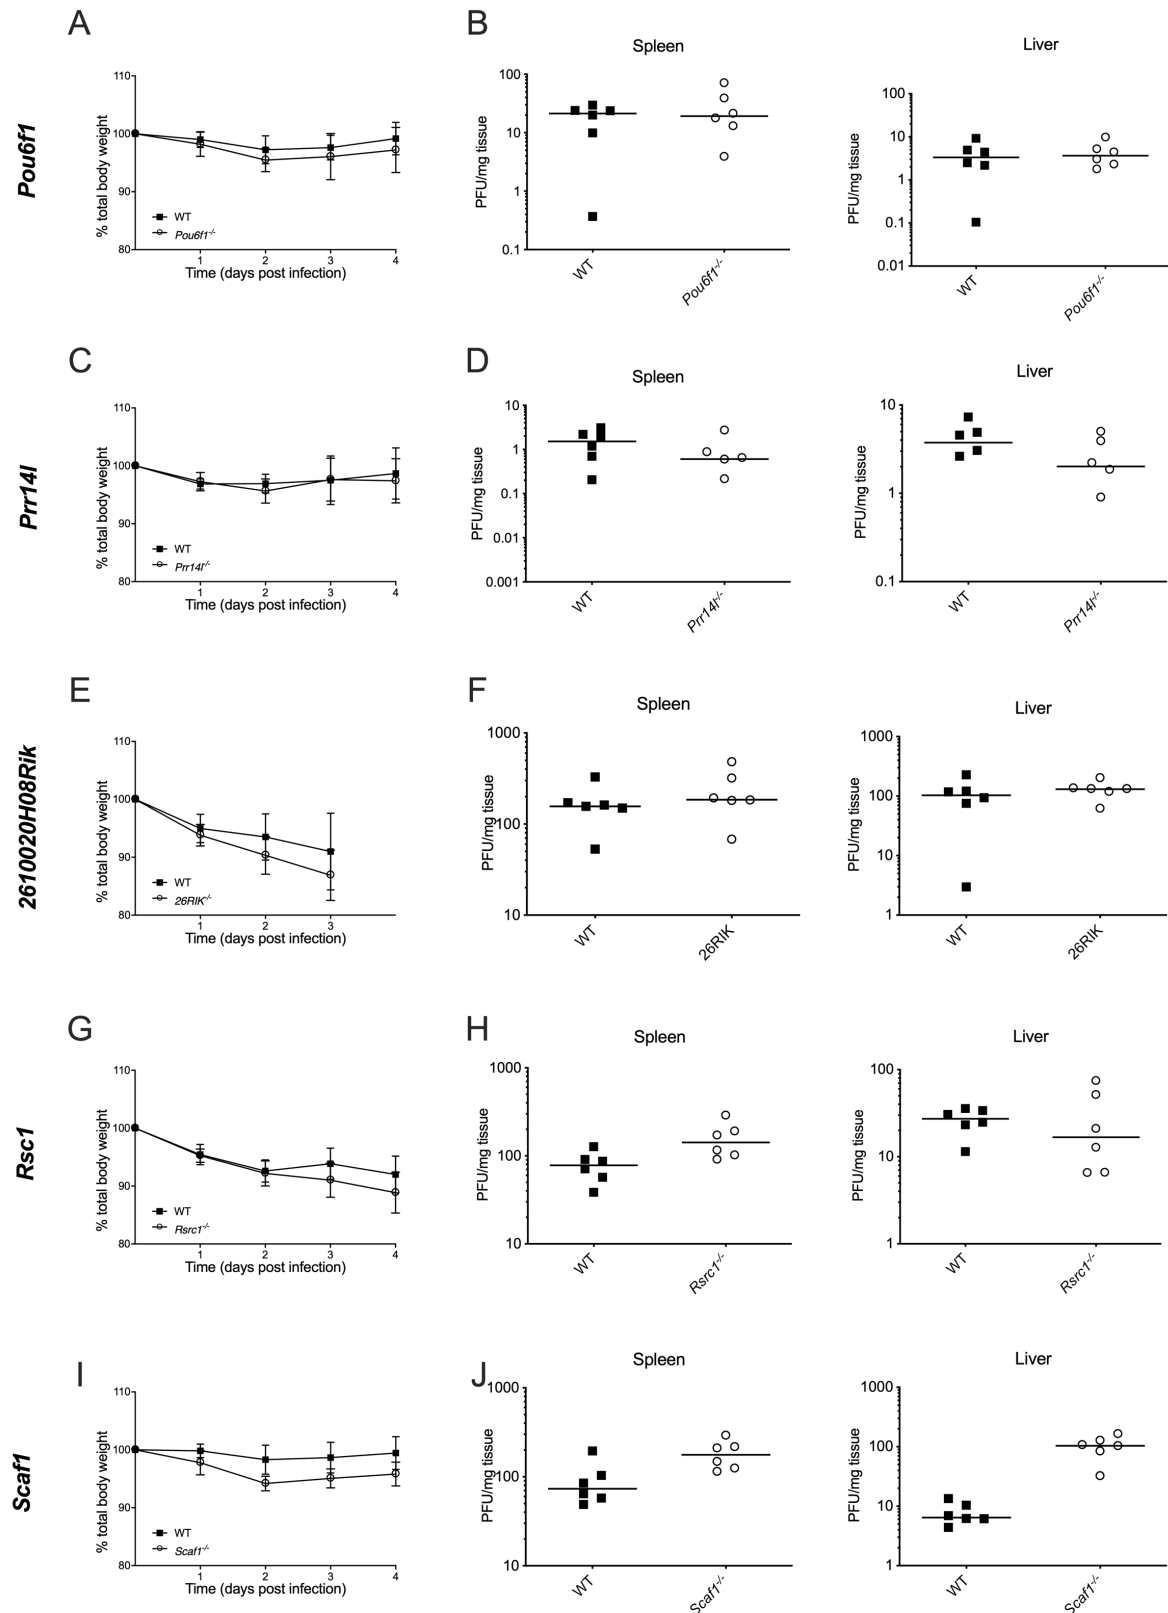 A
B
Pou6f1
% total body weight
110
100
90
80
WT
Pou6f1-/-
1 2 3 4
Time (days post infection)
Spleen
PFU/mg tissue
100
10
1
0.1
WT
Pou6f1-/-
Liver
PFU/mg tissue
100
10
1
0.1
0.01
WT
Pou6f1-/-
C
D
Prr14l
% total body weight
110
100
90
80
WT
Prr14l-/-
1 2 3 4
Time (days post infection)
Spleen
PFU/mg tissue
10
1
0.1
0.01
0.001
WT
Prr14l-/-
Liver
PFU/mg tissue
10
1
0.1
WT
Prr14l-/-
E
F
2610020H08Rik
% total body weight
110
100
90
80
WT
26RIK-/-
1 2 3
Time (days post infection)
Spleen
PFU/mg tissue
1000
100
10
WT
26RIK
Liver
PFU/mg tissue
1000
100
10
1
WT
26RIK
G
H
Rsc1
% total body weight
110
100
90
80
WT
Rsrc1-/-
1 2 3 4
Time (days post infection)
Spleen
PFU/mg tissue
1000
100
10
WT
Rsrc1-/-
Liver
PFU/mg tissue
100
10
1
WT
Rsrc1-/-
I
J
Scaf1
% total body weight
110
100
90
80
WT
Scaf1-/-
1 2 3 4
Time (days post infection)
Spleen
PFU/mg tissue
1000
100
10
WT
Scaf1-/-
Liver
PFU/mg tissue
1000
100
10
1
WT
Scaf1-/-